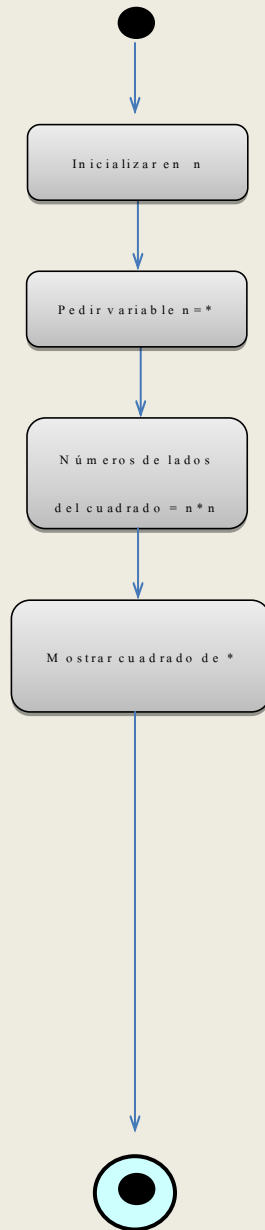 Inicializar en n
Pedir variable n=*
Números de lados
del cuadrado = n*n
Mostrar cuadrado de *